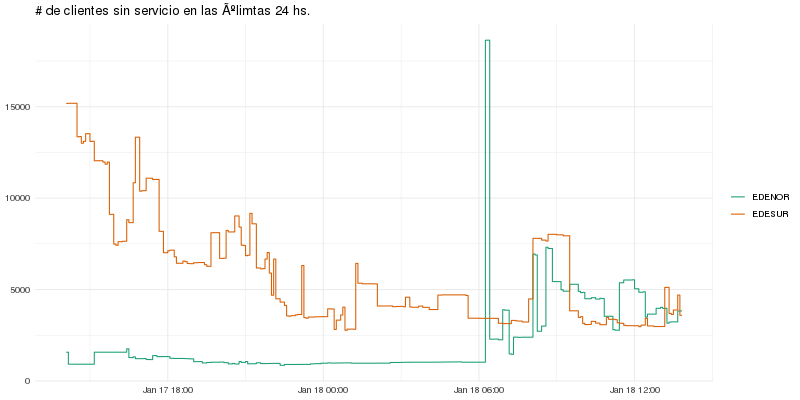 # de clientes sin servicio en las Ãºlimtas 24 hs.
15000
10000
5000
0
Jan 17 18:00
Jan 18 00:00
Jan 18 06:00
Jan 18 12:00
EDENOR
EDESUR